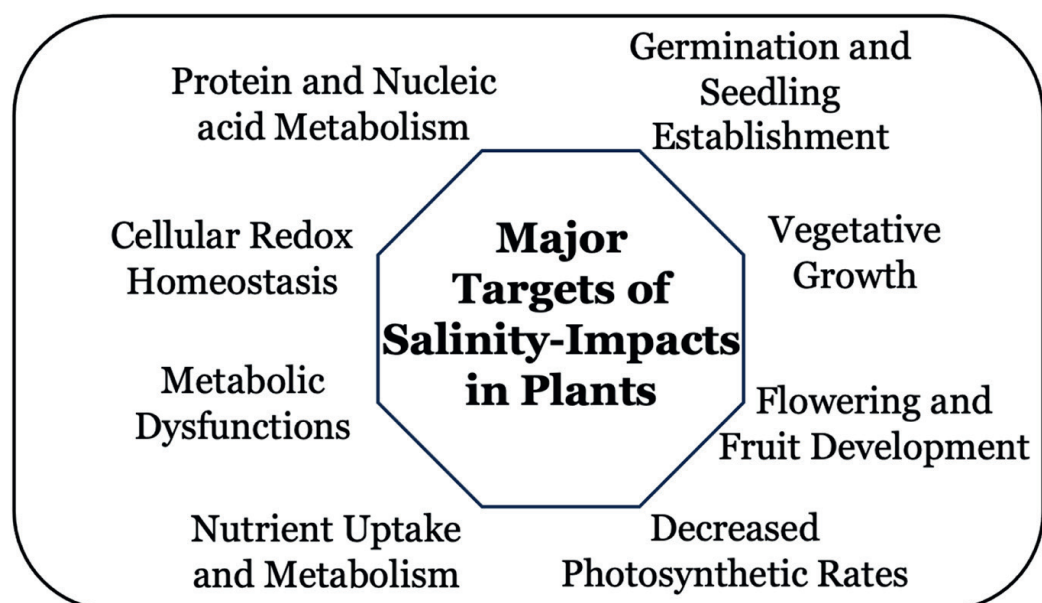 Protein and Nucleic
acid Metabolism
Germination and
Seedling
Establishment
Cellular Redox
Homeostasis
Major
Targets of
Salinity-Impacts
in Plants
Vegetative
Growth
Metabolic
Dysfunctions
Flowering and
Fruit Development
Nutrient Uptake
and Metabolism
Decreased
Photosynthetic Rates